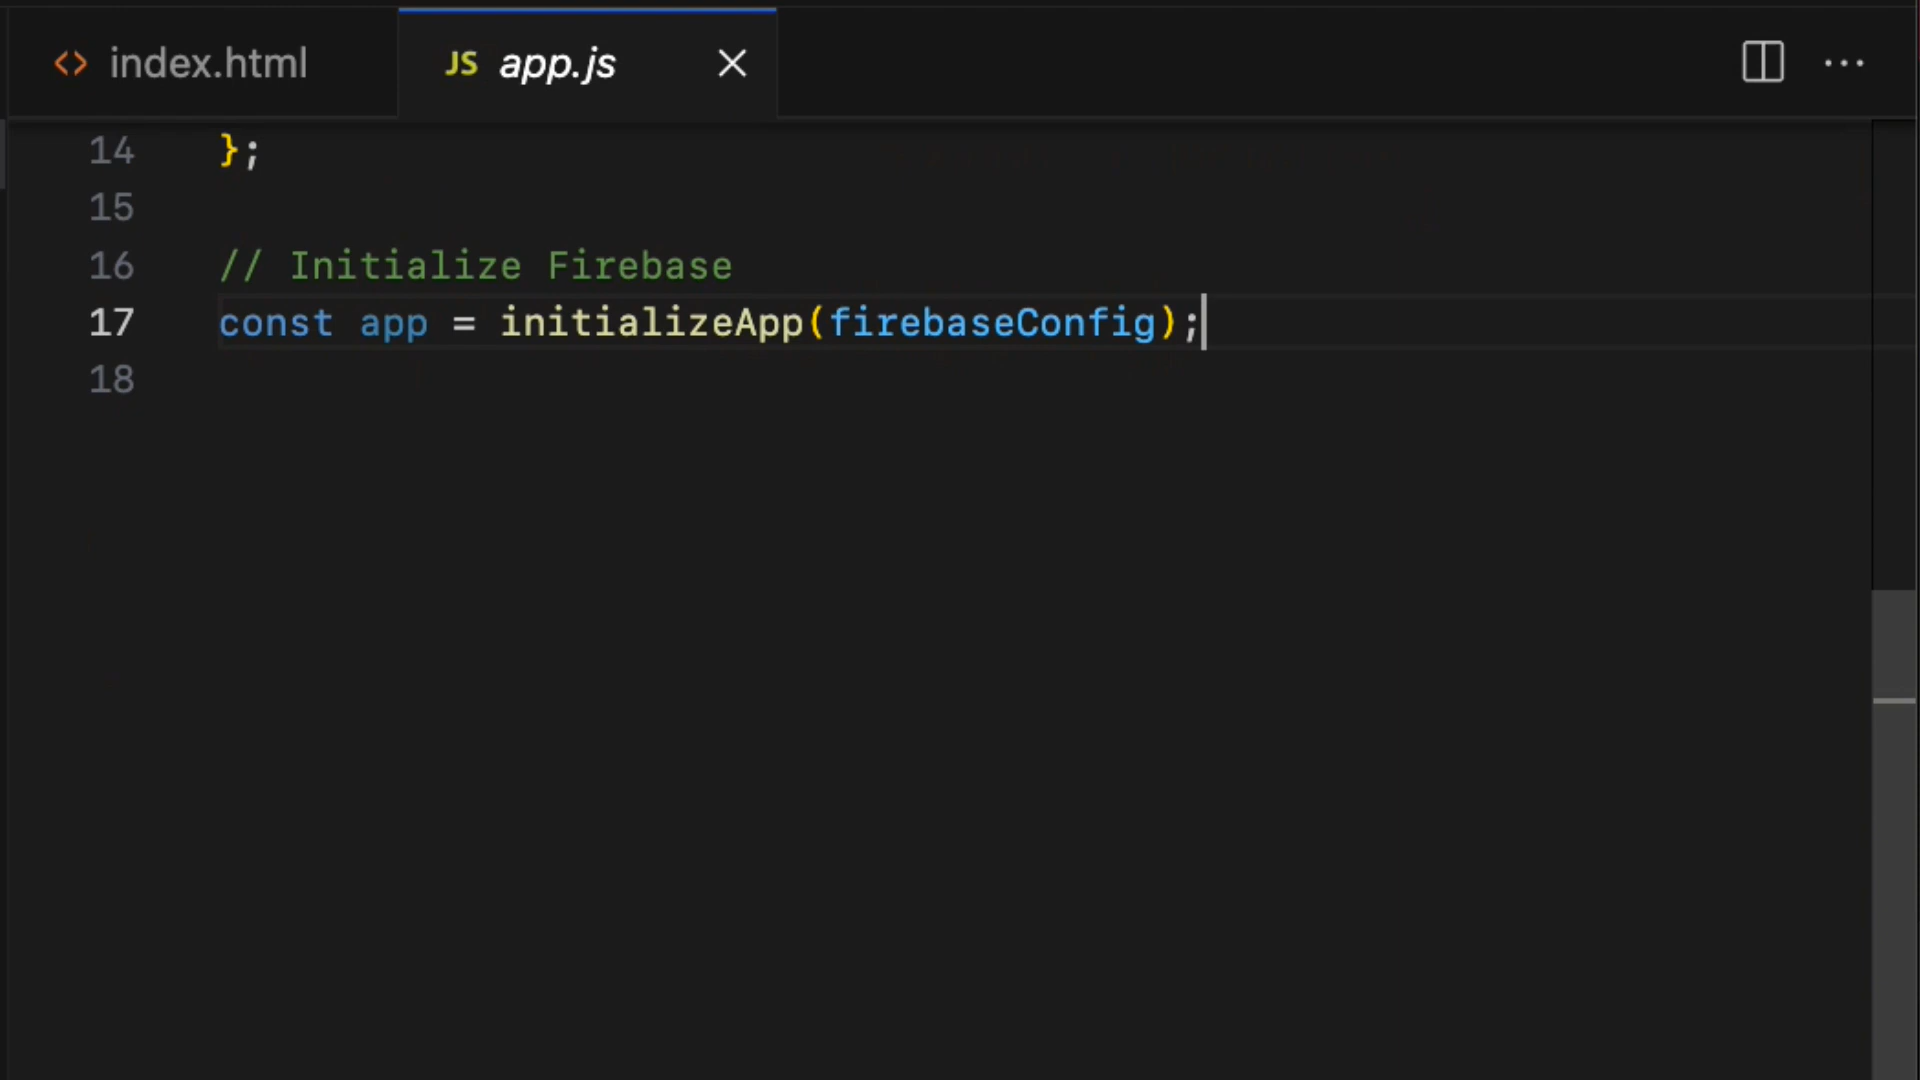 <> index.html
JS app.js
14 };
15
16 // Initialize Firebase
17 const app = initializeApp(firebaseConfig);
18